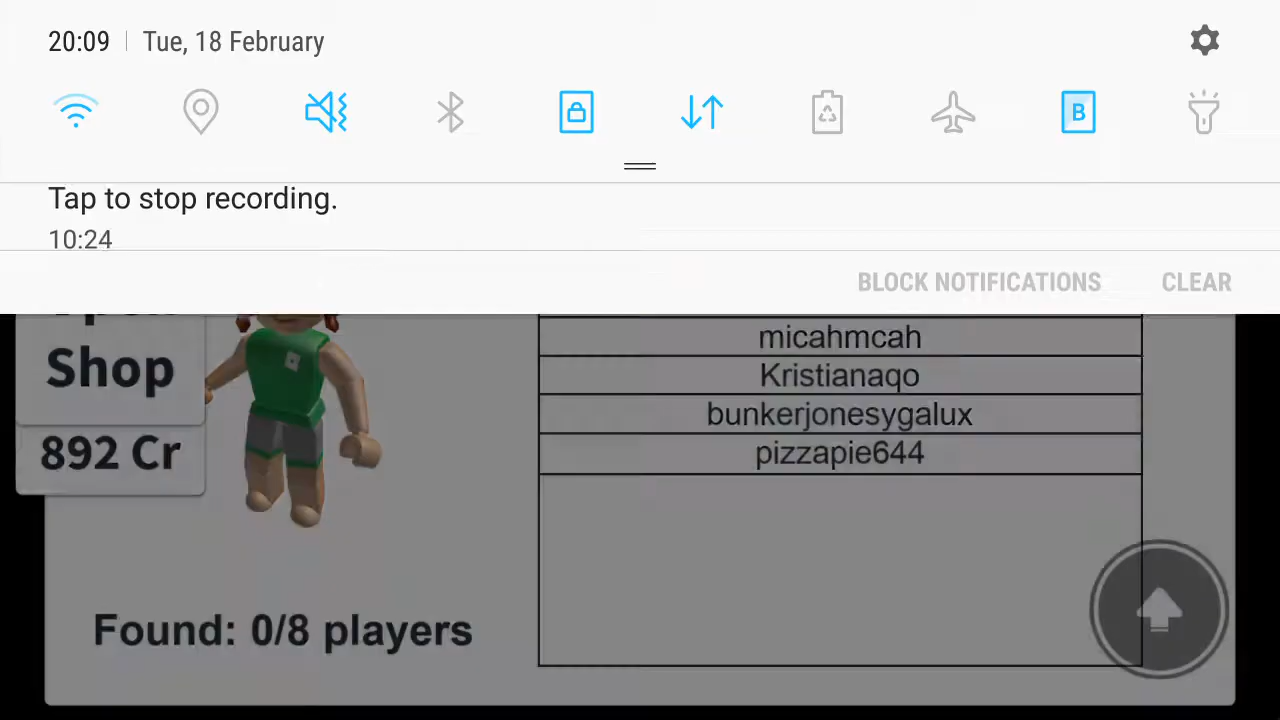 20:09 Tue, 18 February
B
Tap to stop recording.
10:24
BLOCK NOTIFICATIONS CLEAR
Shop
892 Cr
micahmcah
Kristianaqo
bunkerjonesygalux
pizzapie644
Found: 0/8 players